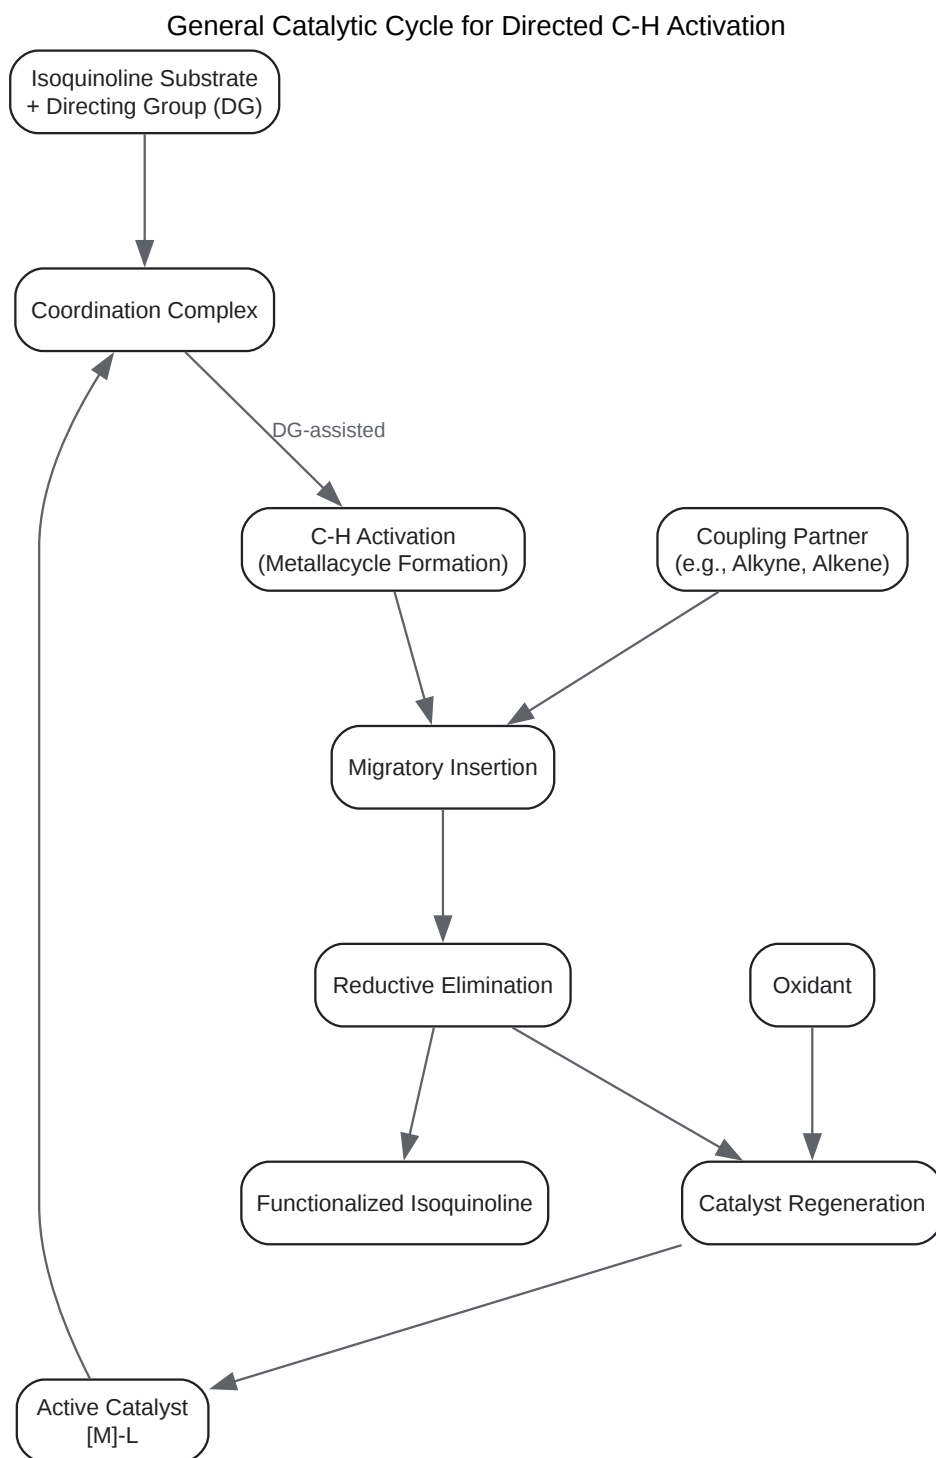 General Catalytic Cycle for Directed C-H Activation
Isoquinoline Substrate
+ Directing Group (DG)
Coordination Complex
DG-assisted
C-H Activation
(Metallacycle Formation)
Coupling Partner
(e.g., Alkyne, Alkene)
Migratory Insertion
Reductive Elimination
Oxidant
Functionalized Isoquinoline
Catalyst Regeneration
Active Catalyst
[M]-L